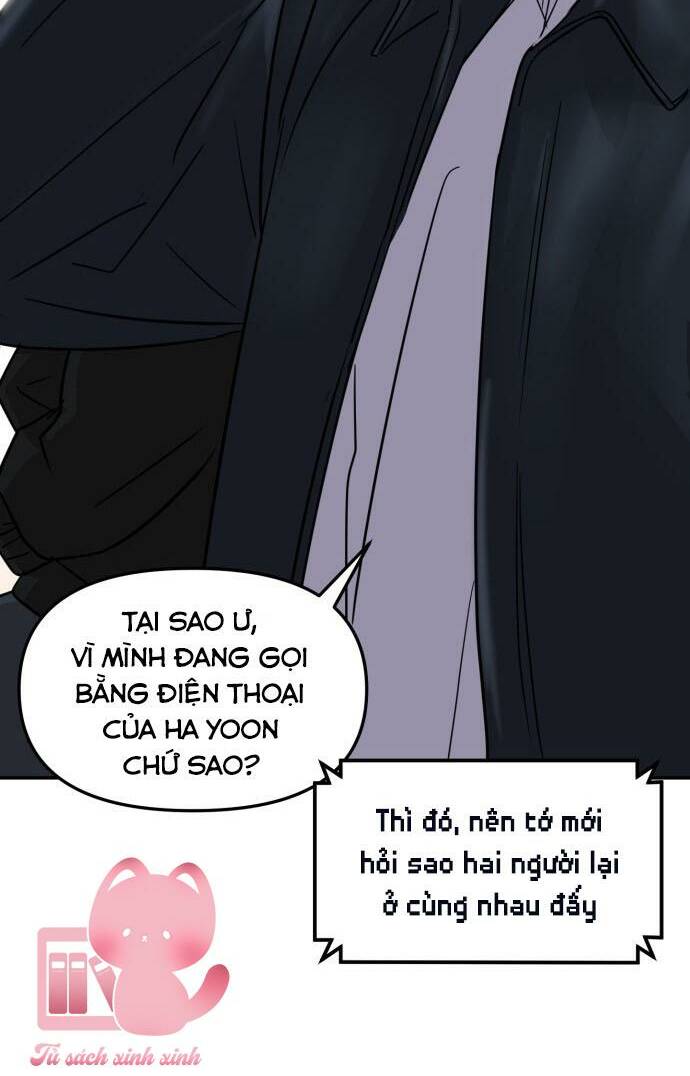 TẠI SAO Ư,
VÌ MÌNH ĐANG GỌI
BẰNG ĐIỆN THOẠI
CỦA HA YOON
CHỨ SAO?
Thì đó, nên tớ mới
hỏi sao hai người lại
ở cùng nhau đấy
Tủ sách xinh xinh